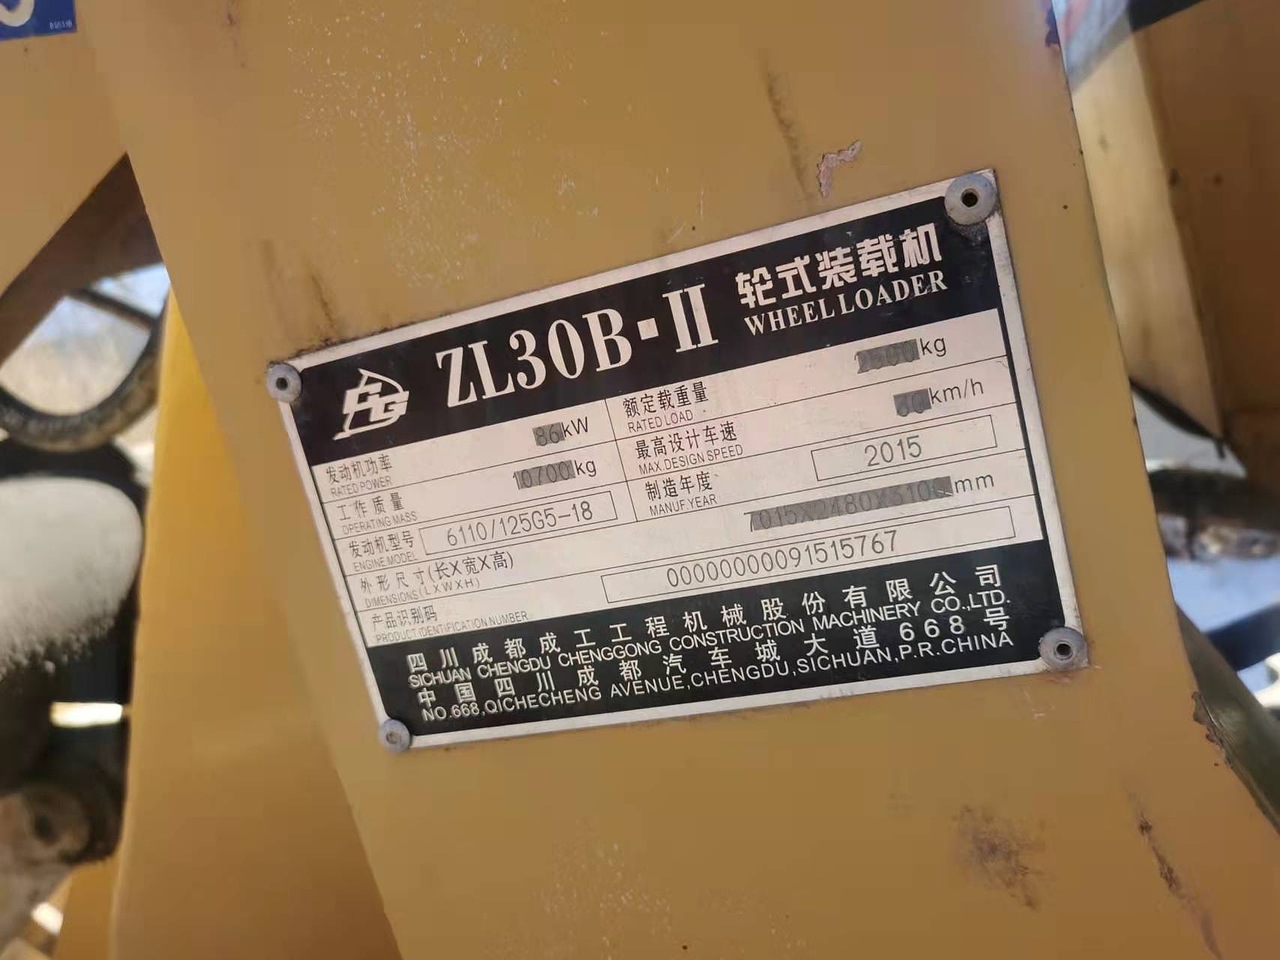 ZL30B·II 轮式装载机
WHEEL LOADER
发动机功率 86kW
RATED POWER
额定载重量 kg
RATED LOAD
工作质量 10700kg
OPERATING MASS
最高设计车速 km/h
MAX.DESIGN SPEED
发动机型号 6110/125G5-18
ENGINE MODEL
制造年度 2015
MANUF.YEAR
外形尺寸(长X宽X高) mm
DIMENSIONS(LXWXH)
产品识别码 00000000091515767
PRODUCT IDENTIFICATION NUMBER
四川成都成工工程机械股份有限公司
SICHUAN CHENGDU CHENGGONG CONSTRUCTION MACHINERY CO.,LTD.
中国四川成都汽车城大道668号
NO.668,QICHECHENG AVENUE,CHENGDU,SICHUAN,P.R.CHINA